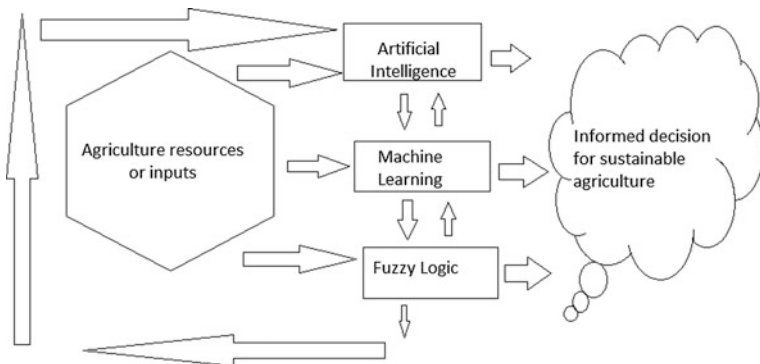 Artificial
Intelligence
Agriculture resources
or inputs
Machine
Learning
Informed decision
for sustainable
agriculture
Fuzzy Logic